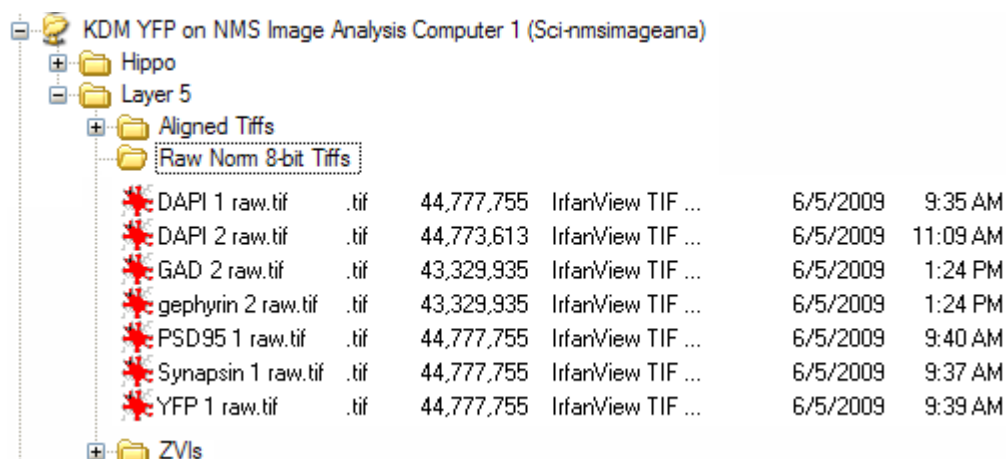 KDM YFP on NMS Image Analysis Computer 1 (Sci-nmsimageana)
Hippo
Layer 5
Aligned Tiffs
Raw Norm 8-bit Tiffs
DAPI 1 raw.tif .tif 44,777,755 IrfanView TIF ... 6/5/2009 9:35 AM
DAPI 2 raw.tif .tif 44,773,613 IrfanView TIF ... 6/5/2009 11:09 AM
GAD 2 raw.tif .tif 43,329,935 IrfanView TIF ... 6/5/2009 1:24 PM
gephyrin 2 raw.tif .tif 43,329,935 IrfanView TIF ... 6/5/2009 1:24 PM
PSD95 1 raw.tif .tif 44,777,755 IrfanView TIF ... 6/5/2009 9:40 AM
Synapsin 1 raw.tif .tif 44,777,755 IrfanView TIF ... 6/5/2009 9:37 AM
YFP 1 raw.tif .tif 44,777,755 IrfanView TIF ... 6/5/2009 9:39 AM
ZVIs